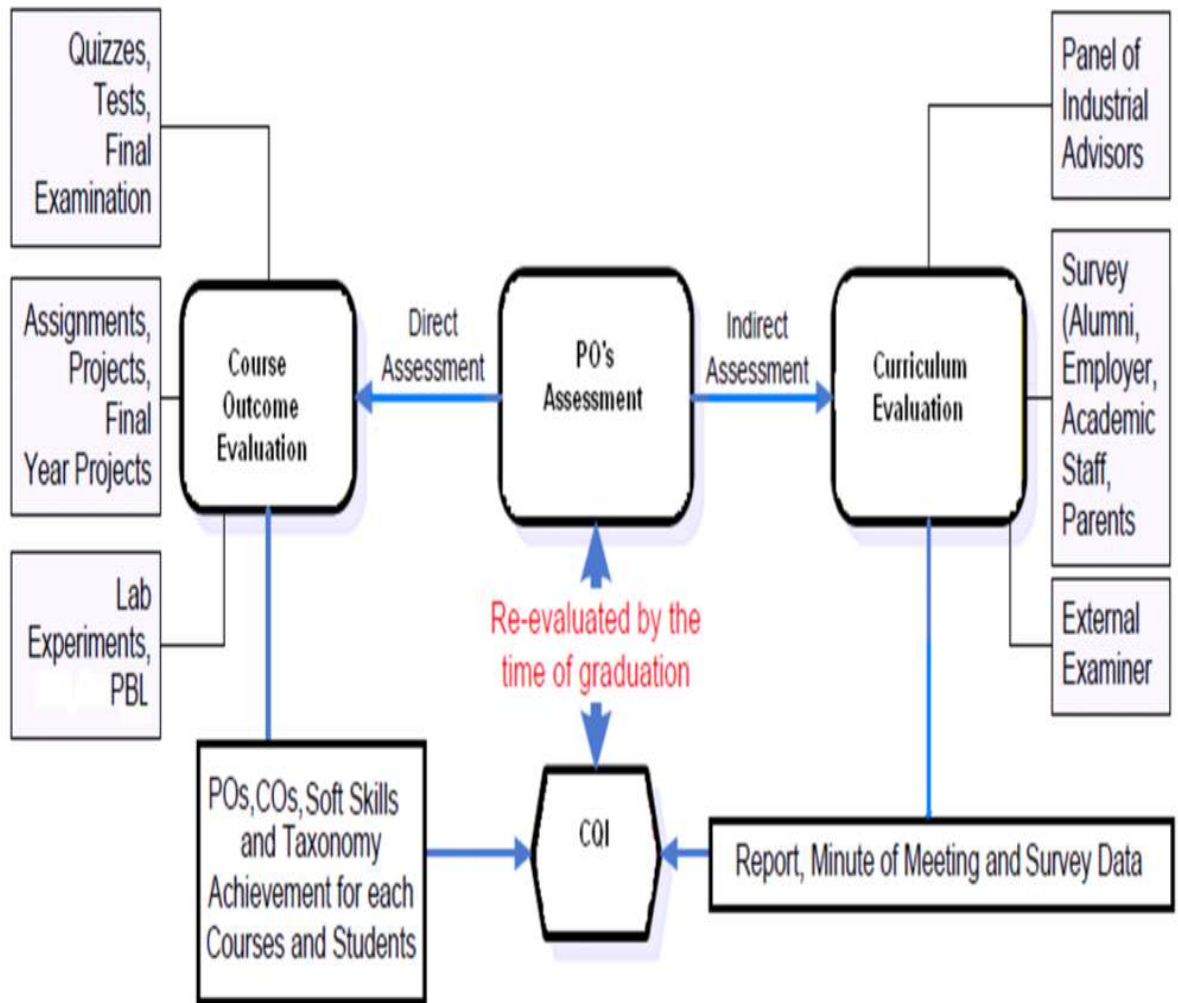 Quizzes,
Tests,
Final
Examination
Assignments,
Projects,
Final
Year Projects
Lab
Experiments,
PBL
Course
Outcome
Evaluation
Direct
Assessment
PO's
Assessment
Indirect
Assessment
Curriculum
Evaluation
Panel of
Industrial
Advisors
Survey
(Alumni,
Employer,
Academic
Staff,
Parents
External
Examiner
Re-evaluated by the
time of graduation
POs,COs,Soft Skills
and Taxonomy
Achievement for each
Courses and Students
CQI
Report, Minute of Meeting and Survey Data